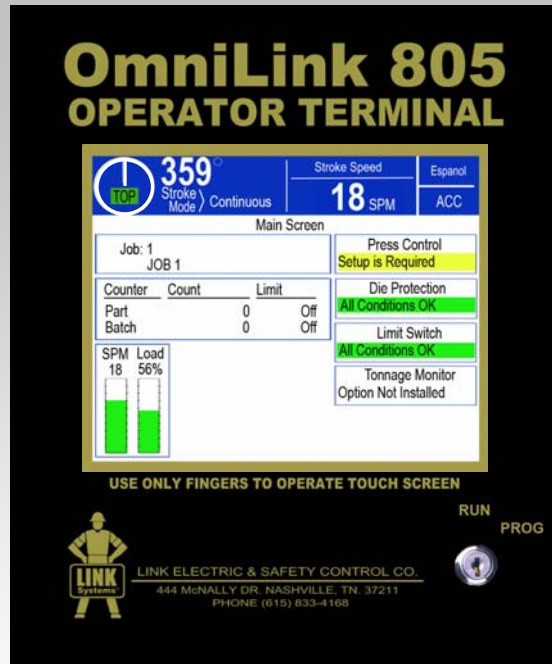 OmniLink 805
OPERATOR TERMINAL
TOP
359°
Stroke Mode
Continuous
Stroke Speed
18 SPM
Espanol
ACC
Main Screen
Job: 1
JOB 1
Press Control
Setup is Required
Counter Count Limit
Part 0 Off
Batch 0 Off
Die Protection
All Conditions OK
Limit Switch
All Conditions OK
SPM Load
18 56%
Tonnage Monitor
Option Not Installed
USE ONLY FINGERS TO OPERATE TOUCH SCREEN
RUN
PROG
LINK
Systems
LINK ELECTRIC & SAFETY CONTROL CO.
444 McNALLY DR. NASHVILLE, TN. 37211
PHONE (615) 833-4168